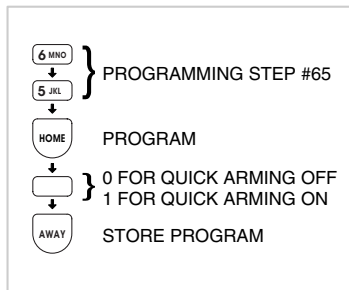 6 MNO
5 JKL
PROGRAMMING STEP #65
HOME
PROGRAM
0 FOR QUICK ARMING OFF
1 FOR QUICK ARMING ON
AWAY
STORE PROGRAM